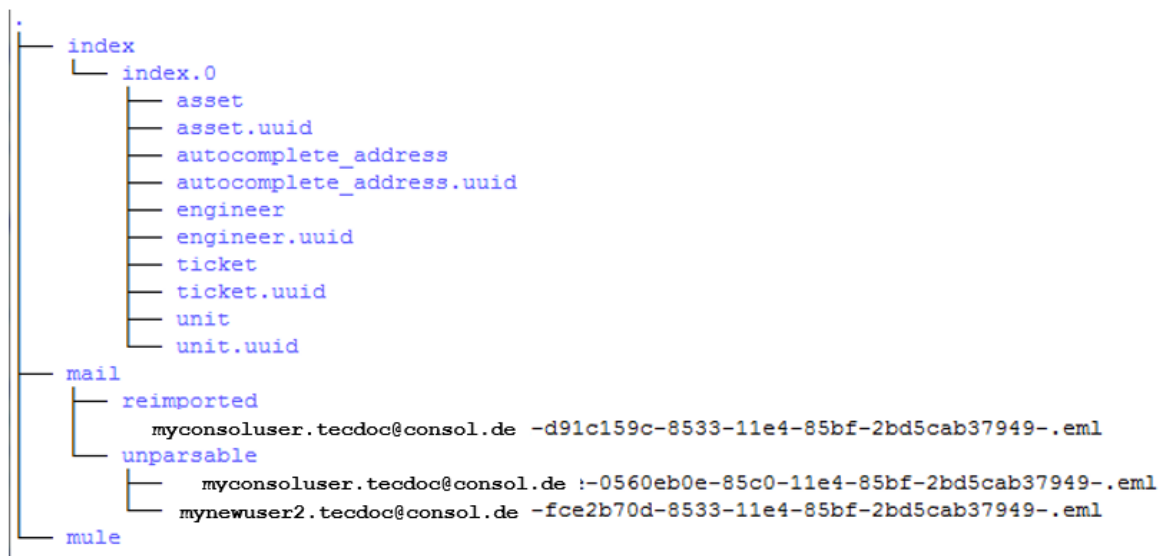 .
index
index.0
asset
asset.uuid
autocomplete_address
autocomplete_address.uuid
engineer
engineer.uuid
ticket
ticket.uuid
unit
unit.uuid
mail
reimported
myconsoluser.tecdoc@consol.de -d91c159c-8533-11e4-85bf-2bd5cab37949-.eml
unparsable
myconsoluser.tecdoc@consol.de :-0560eb0e-85c0-11e4-85bf-2bd5cab37949-.eml
mynewuser2.tecdoc@consol.de -fce2b70d-8533-11e4-85bf-2bd5cab37949-.eml
mule